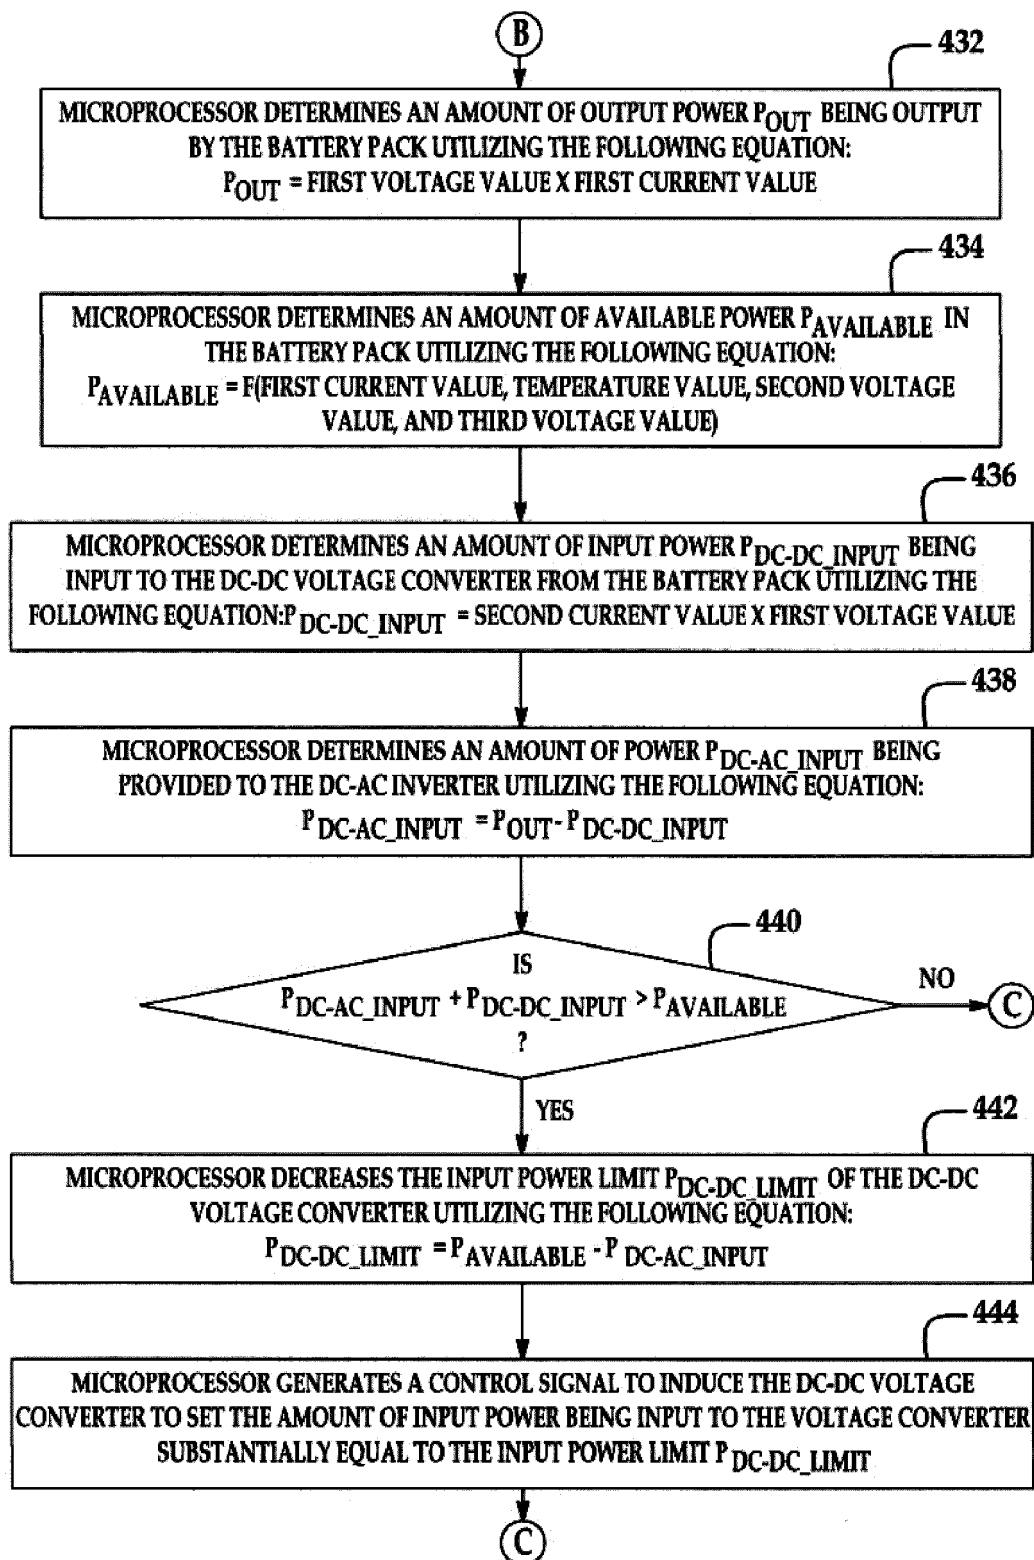 B
432
MICROPROCESSOR DETERMINES AN AMOUNT OF OUTPUT POWER POUT BEING OUTPUT
BY THE BATTERY PACK UTILIZING THE FOLLOWING EQUATION:
POUT = FIRST VOLTAGE VALUE X FIRST CURRENT VALUE
434
MICROPROCESSOR DETERMINES AN AMOUNT OF AVAILABLE POWER PAVAILABLE IN
THE BATTERY PACK UTILIZING THE FOLLOWING EQUATION:
PAVAILABLE = F(FIRST CURRENT VALUE, TEMPERATURE VALUE, SECOND VOLTAGE
VALUE, AND THIRD VOLTAGE VALUE)
436
MICROPROCESSOR DETERMINES AN AMOUNT OF INPUT POWER PDC-DC_INPUT BEING
INPUT TO THE DC-DC VOLTAGE CONVERTER FROM THE BATTERY PACK UTILIZING THE
FOLLOWING EQUATION:PDC-DC_INPUT = SECOND CURRENT VALUE X FIRST VOLTAGE VALUE
438
MICROPROCESSOR DETERMINES AN AMOUNT OF POWER PDC-AC_INPUT BEING
PROVIDED TO THE DC-AC INVERTER UTILIZING THE FOLLOWING EQUATION:
PDC-AC_INPUT = POUT - PDC-DC_INPUT
440
IS
PDC-AC_INPUT + PDC-DC_INPUT > PAVAILABLE
?
NO
C
YES
442
MICROPROCESSOR DECREASES THE INPUT POWER LIMIT PDC-DC_LIMIT OF THE DC-DC
VOLTAGE CONVERTER UTILIZING THE FOLLOWING EQUATION:
PDC-DC_LIMIT = PAVAILABLE - PDC-AC_INPUT
444
MICROPROCESSOR GENERATES A CONTROL SIGNAL TO INDUCE THE DC-DC VOLTAGE
CONVERTER TO SET THE AMOUNT OF INPUT POWER BEING INPUT TO THE VOLTAGE CONVERTER
SUBSTANTIALLY EQUAL TO THE INPUT POWER LIMIT PDC-DC_LIMIT
C